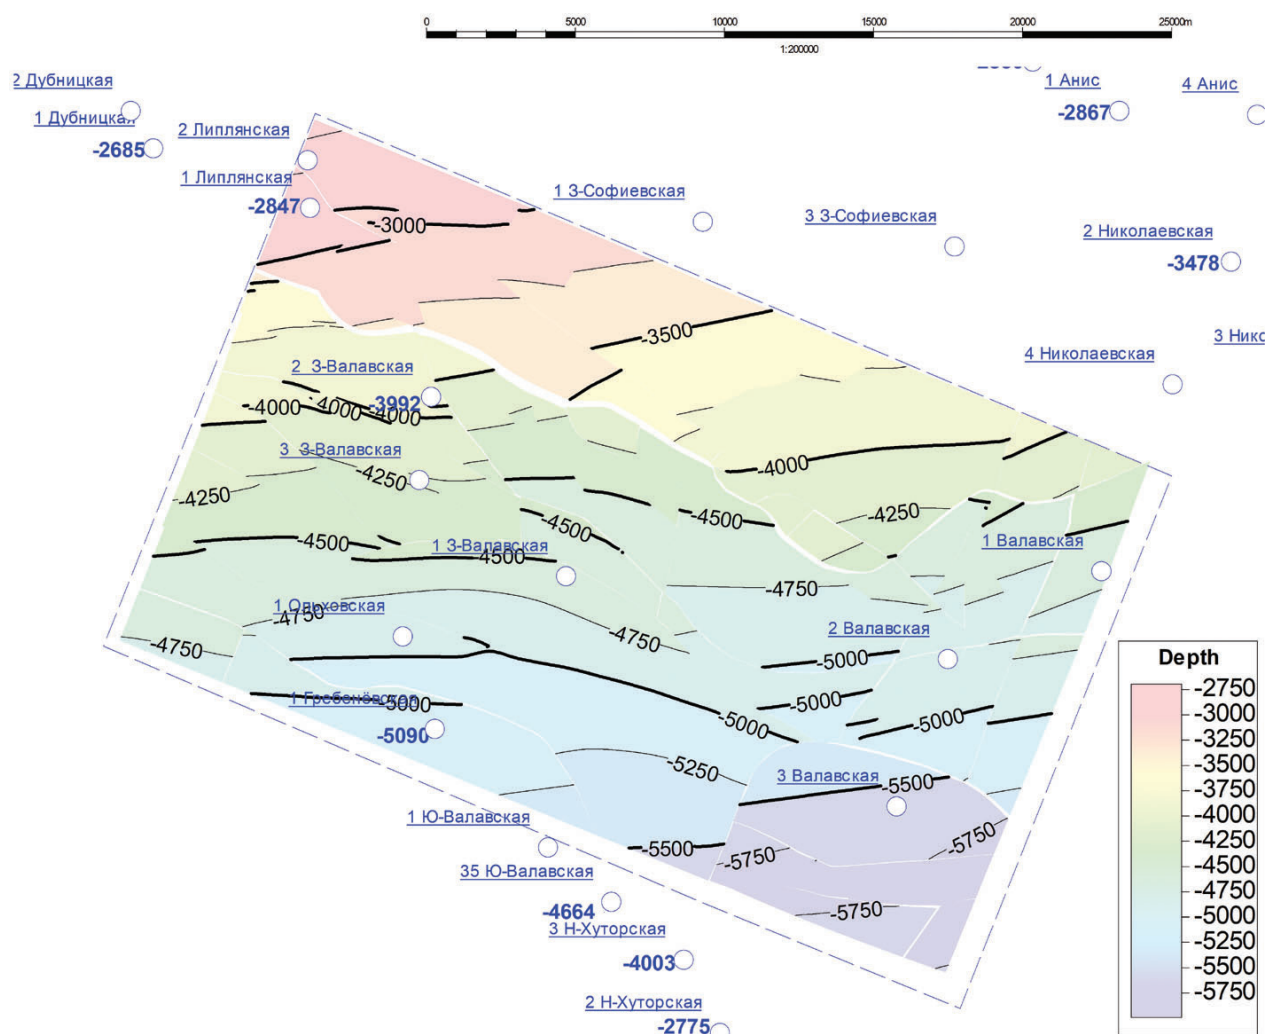 0 5000 10000 15000 20000 25000m
1:200000
2 Дубницкая
1 Анис
4 Анис
-2867
1 Дубницкая
-2685
2 Липлянская
1 Липлянская
-2847
1 З-Софиевская
3 З-Софиевская
2 Николаевская
-3478
-3000
-3500
4 Николаевская
3 Нико
2 З-Валавская
-3992
-4000
-4000
-4000
-4000
3 З-Валавская
-4250
-4250
-4250
-4500
-4500
-4500
-4500
1 Валавская
1 З-Валавская
-4750
1 Ольховская
-4750
-4750
-4750
2 Валавская
-5000
-5000
-5000
-5000
1 Гребенёвская
-5000
-5090
-5250
3 Валавская
-5500
1 Ю-Валавская
-5500
-5750
-5750
-5750
35 Ю-Валавская
-4664
3 Н-Хуторская
-4003
2 Н-Хуторская
-2775
Depth
-2750
-3000
-3250
-3500
-3750
-4000
-4250
-4500
-4750
-5000
-5250
-5500
-5750